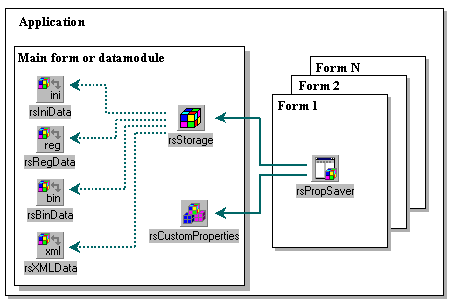 Application
Main form or datamodule
Form N
Form 2
Form 1
ini
rsIniData
reg
rsRegData
bin
rsBinData
xml
rsXMLData
rsStorage
rsCustomProperties
rsPropSaver